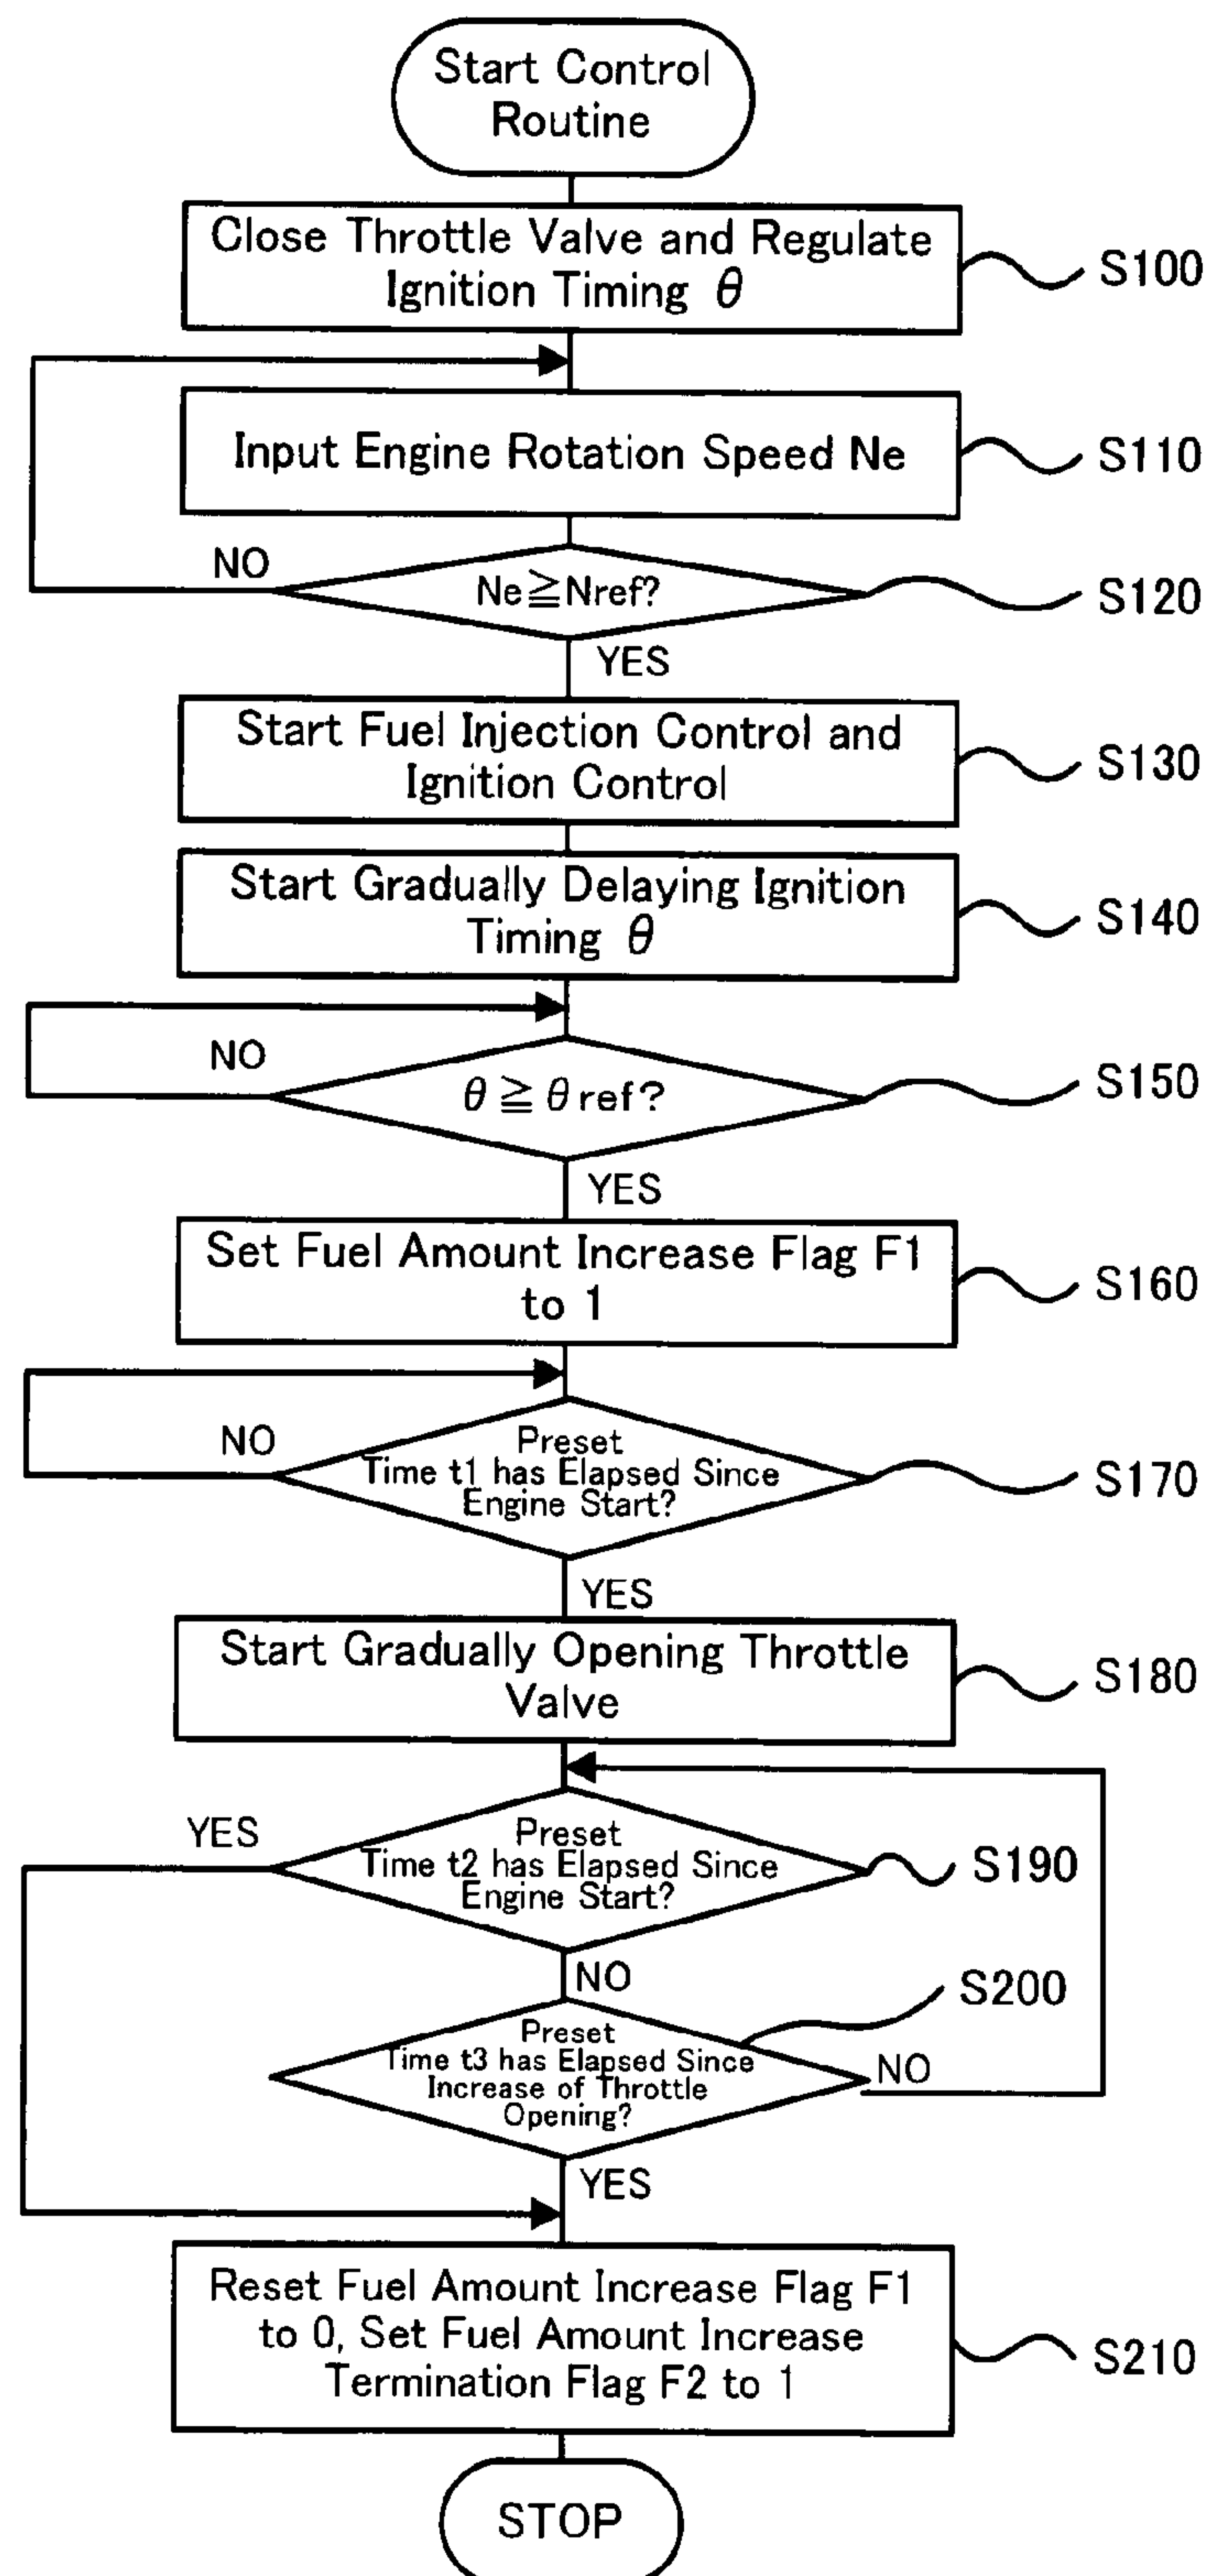 Start Control
Routine
Close Throttle Valve and Regulate
Ignition Timing θ
S100
Input Engine Rotation Speed Ne
S110
NO
Ne≧Nref?
S120
YES
Start Fuel Injection Control and
Ignition Control
S130
Start Gradually Delaying Ignition
Timing θ
S140
NO
θ ≧ θ ref?
S150
YES
Set Fuel Amount Increase Flag F1
to 1
S160
NO
Preset
Time t1 has Elapsed Since
Engine Start?
S170
YES
Start Gradually Opening Throttle
Valve
S180
YES
Preset
Time t2 has Elapsed Since
Engine Start?
S190
NO
S200
Preset
Time t3 has Elapsed Since
Increase of Throttle
Opening?
NO
YES
Reset Fuel Amount Increase Flag F1
to 0, Set Fuel Amount Increase
Termination Flag F2 to 1
S210
STOP